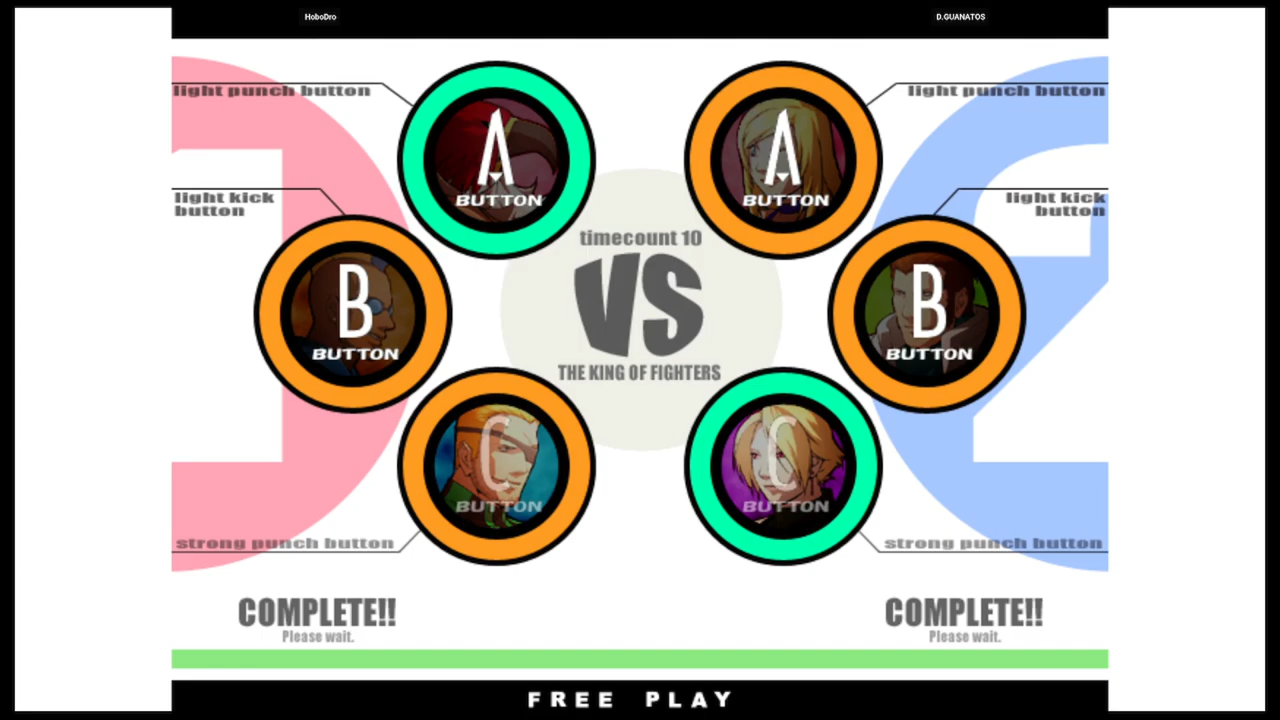 HoboDro
D.GUANATOS
light punch button
A
BUTTON
A
BUTTON
light punch button
light kick
button
B
BUTTON
timecount 10
VS
THE KING OF FIGHTERS
light kick
button
B
BUTTON
C
BUTTON
C
BUTTON
strong punch button
strong punch button
COMPLETE!!
Please wait.
COMPLETE!!
Please wait.
FREE PLAY